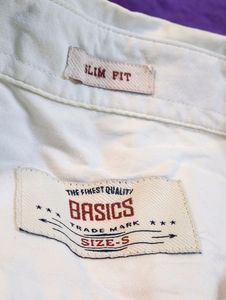 SLIM FIT
THE FINEST QUALITY
BASICS
TRADE MARK
SIZE-S